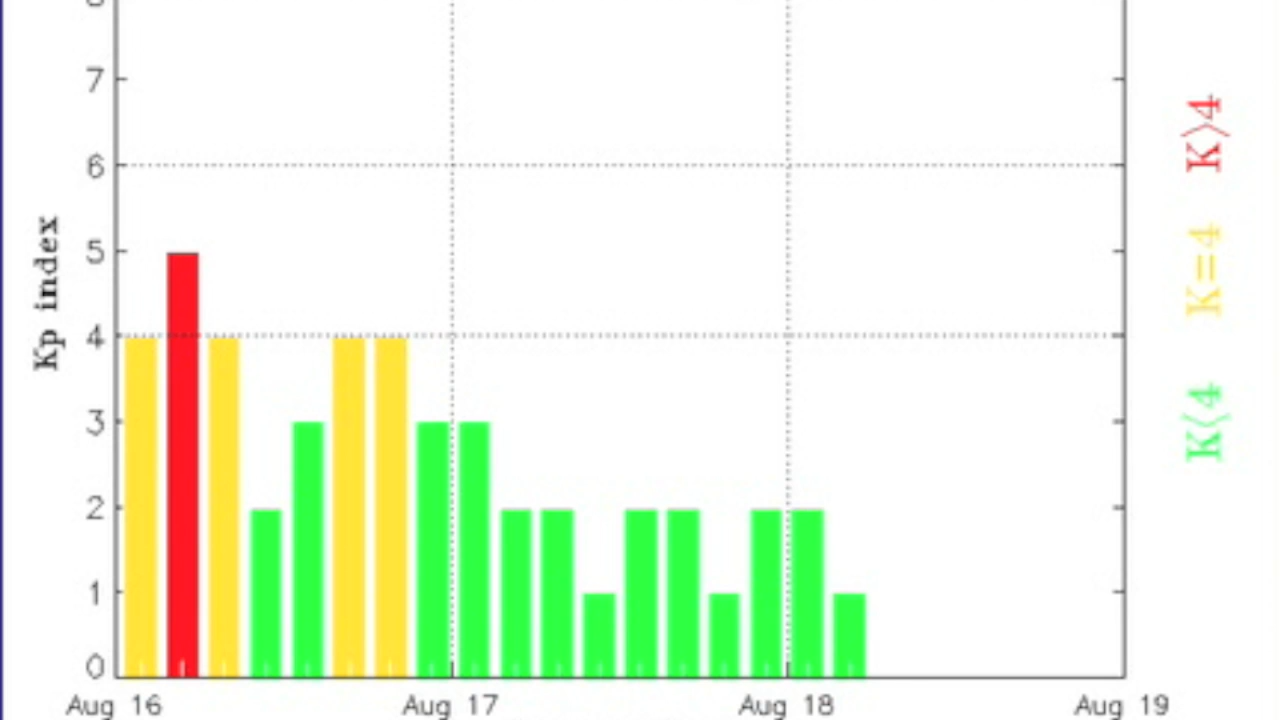 7
6
5
4
3
2
1
0
Kp index
Aug 16
Aug 17
Aug 18
Aug 19
K>4
K=4
K<4